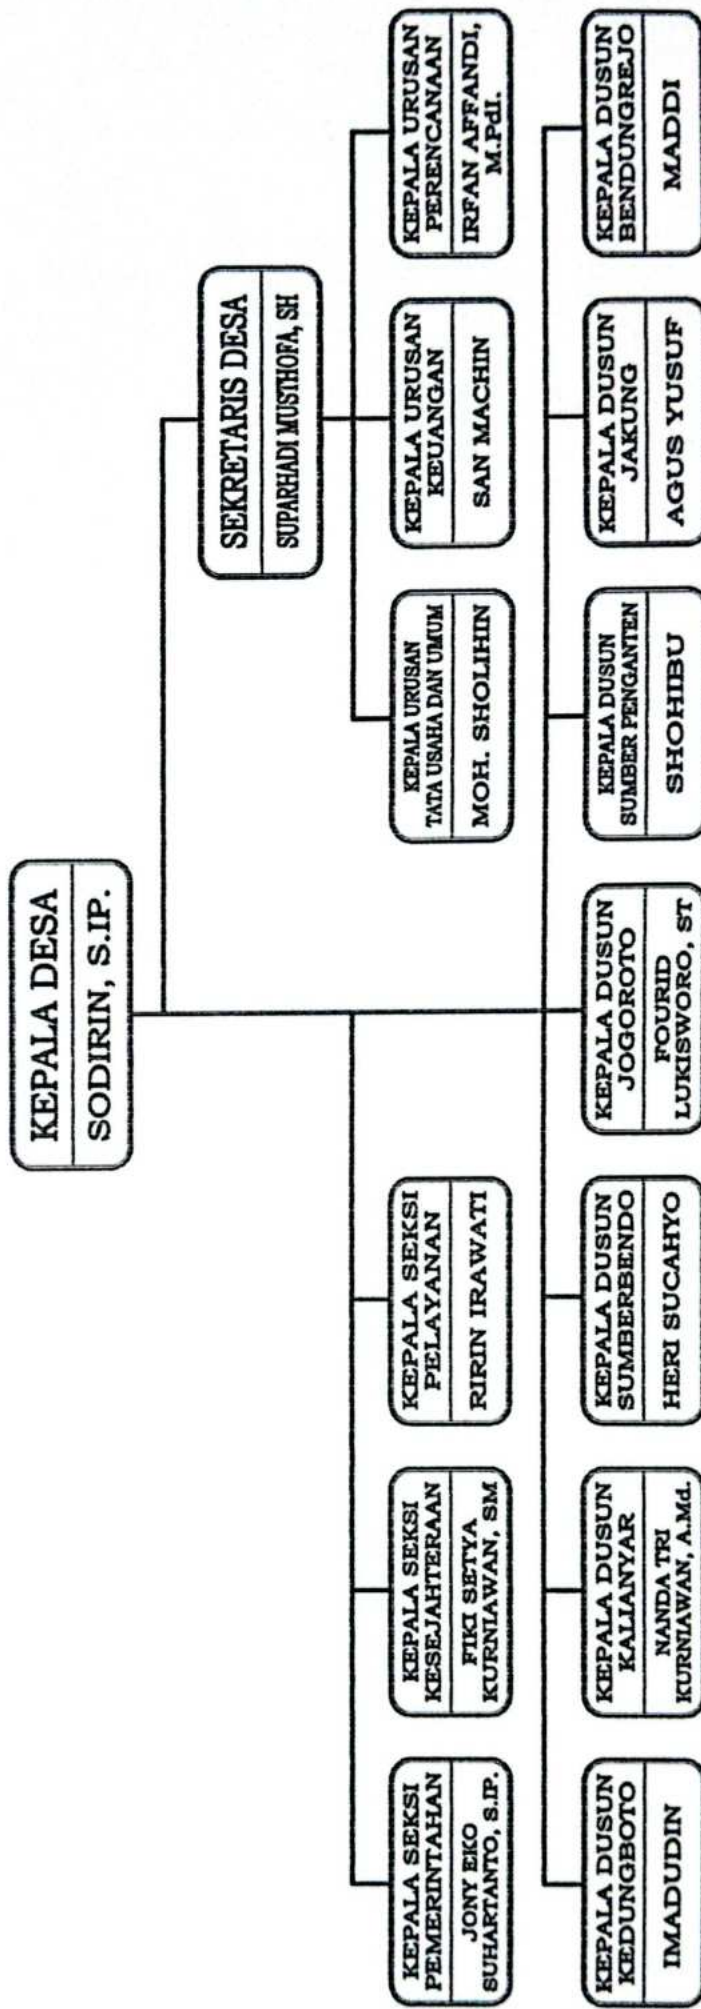 KEPALA DESA
SODIRIN, S.IP.
SEKRETARIS DESA
SUPARHADI MUSTHOFA, SH
KEPALA SEKSI
PEMERINTAHAN
JONY EKO
SUHARTANTO, S.IP.
KEPALA SEKSI
KESEJAHTERAAN
FIKI SETYA
KURNIAWAN, SM
KEPALA SEKSI
PELAYANAN
RIRIN IRAWATI
KEPALA URUSAN
TATA USAHA DAN UMUM
MOH. SHOLIHIN
KEPALA URUSAN
KEUANGAN
SAN MACHIN
KEPALA URUSAN
PERENCANAAN
IRFAN AFFANDI,
M.PdI.
KEPALA DUSUN
KEDUNGBOTO
IMADUDIN
KEPALA DUSUN
KALIANYAR
NANDA TRI
KURNIAWAN, A.Md.
KEPALA DUSUN
SUMBERBENDO
HERI SUCAHYO
KEPALA DUSUN
JOGOROTO
FOURID
LUKISWORO, ST
KEPALA DUSUN
SUMBER PENGANTEN
SHOHIBU
KEPALA DUSUN
JAKUNG
AGUS YUSUF
KEPALA DUSUN
BENDUNGREJO
MADDI